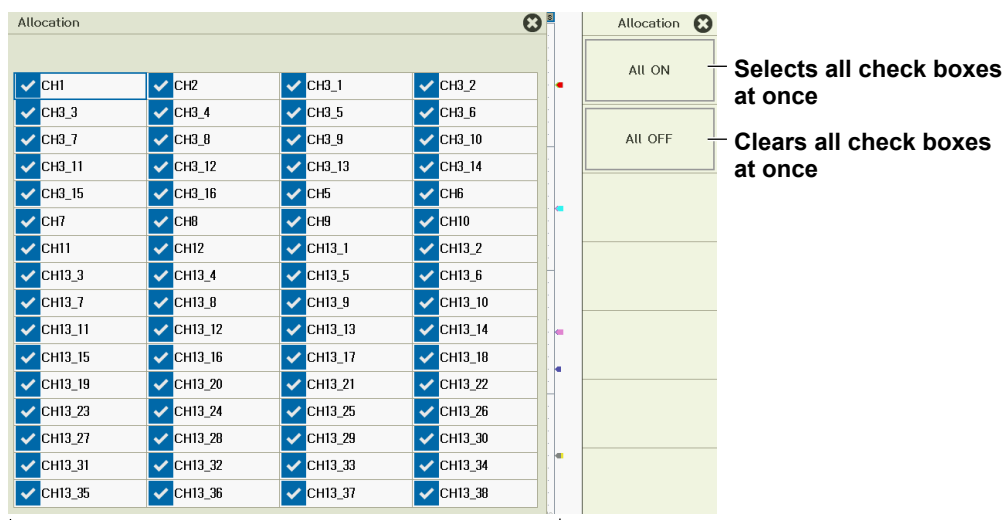 Allocation
CH1 CH2 CH3_1 CH3_2
CH3_3 CH3_4 CH3_5 CH3_6
CH3_7 CH3_8 CH3_9 CH3_10
CH3_11 CH3_12 CH3_13 CH3_14
CH3_15 CH3_16 CH5 CH6
CH7 CH8 CH9 CH10
CH11 CH12 CH13_1 CH13_2
CH13_3 CH13_4 CH13_5 CH13_6
CH13_7 CH13_8 CH13_9 CH13_10
CH13_11 CH13_12 CH13_13 CH13_14
CH13_15 CH13_16 CH13_17 CH13_18
CH13_19 CH13_20 CH13_21 CH13_22
CH13_23 CH13_24 CH13_25 CH13_26
CH13_27 CH13_28 CH13_29 CH13_30
CH13_31 CH13_32 CH13_33 CH13_34
CH13_35 CH13_36 CH13_37 CH13_38
Allocation
All ON
Selects all check boxes
at once
All OFF
Clears all check boxes
at once